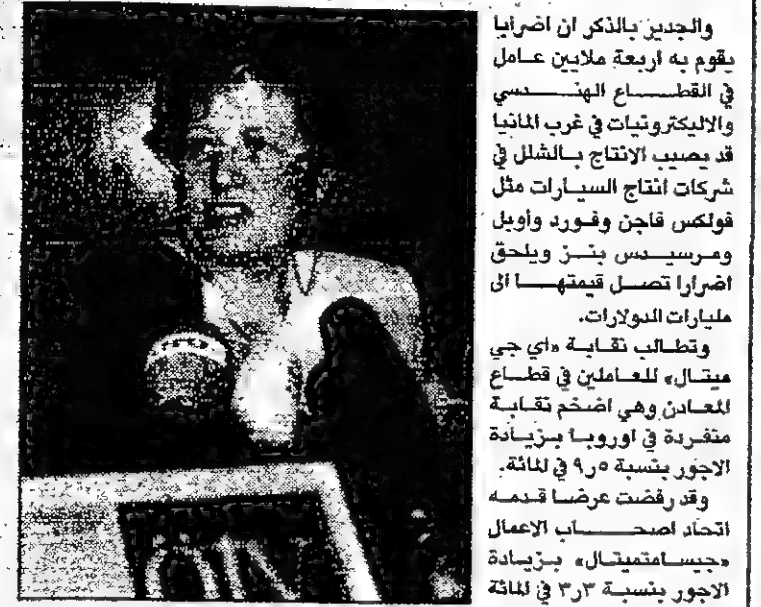 والجدير بالذكر ان اضرابا
يقوم به اربعة ملايين عامل
في القطاع الهندسي
والاليكترونيات في غرب المانيا
قد يصيب الانتاج بالشلل في
شركات انتاج السيارات مثل
فولكس فاجن وفورد وأوبل
ومرسيدس بنز ويلحق
اضرارا تصل قيمتها الى
مليارات الدولارات.
وتطالب نقابة «اي جي
ميتال» للعاملين في قطاع
المعادن وهي اضخم نقابة
منفردة في اوروبا بزيادة
الاجور بنسبة ٩٫٥ في المائة.
وقد رفضت عرضا قدمه
اتحاد اصحاب الاعمال
«جيسامتميتال» بزيادة
الاجور بنسبة ٣٫٣ في المائة
ON